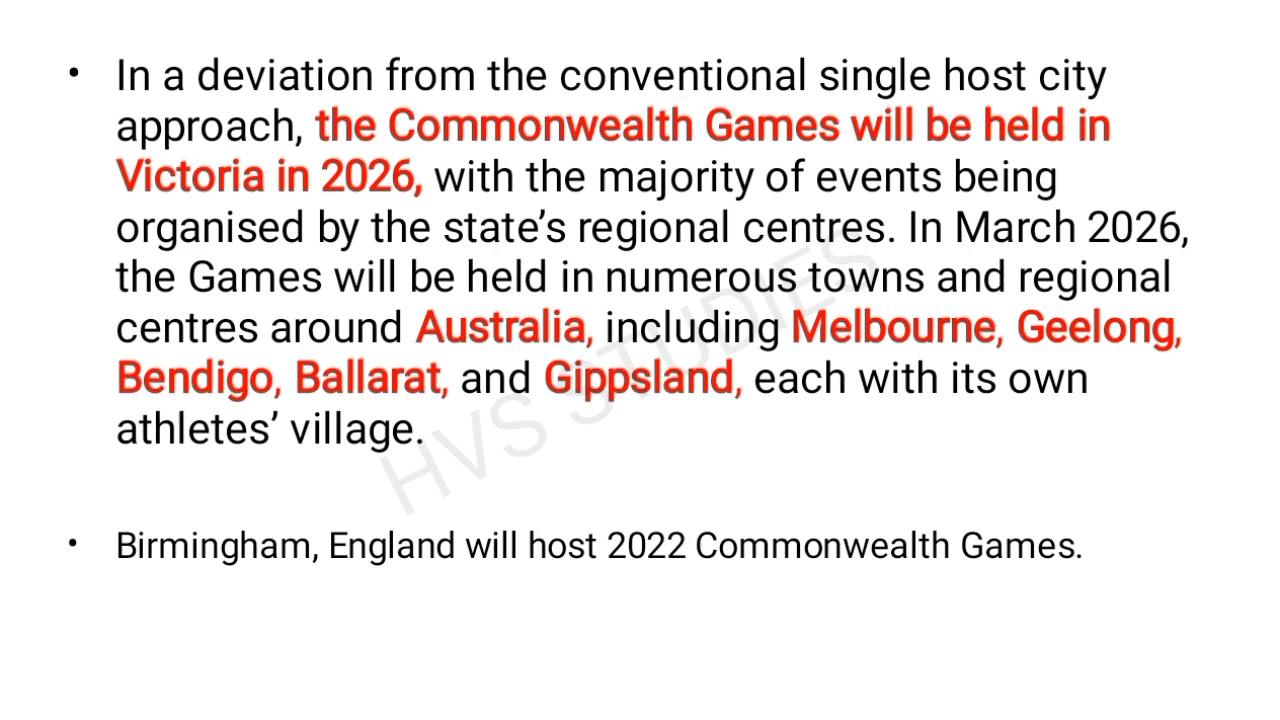 • In a deviation from the conventional single host city
approach, the Commonwealth Games will be held in
Victoria in 2026, with the majority of events being
organised by the state’s regional centres. In March 2026,
the Games will be held in numerous towns and regional
centres around Australia, including Melbourne, Geelong,
Bendigo, Ballarat, and Gippsland, each with its own
athletes’ village.
HVS STUDIES
• Birmingham, England will host 2022 Commonwealth Games.